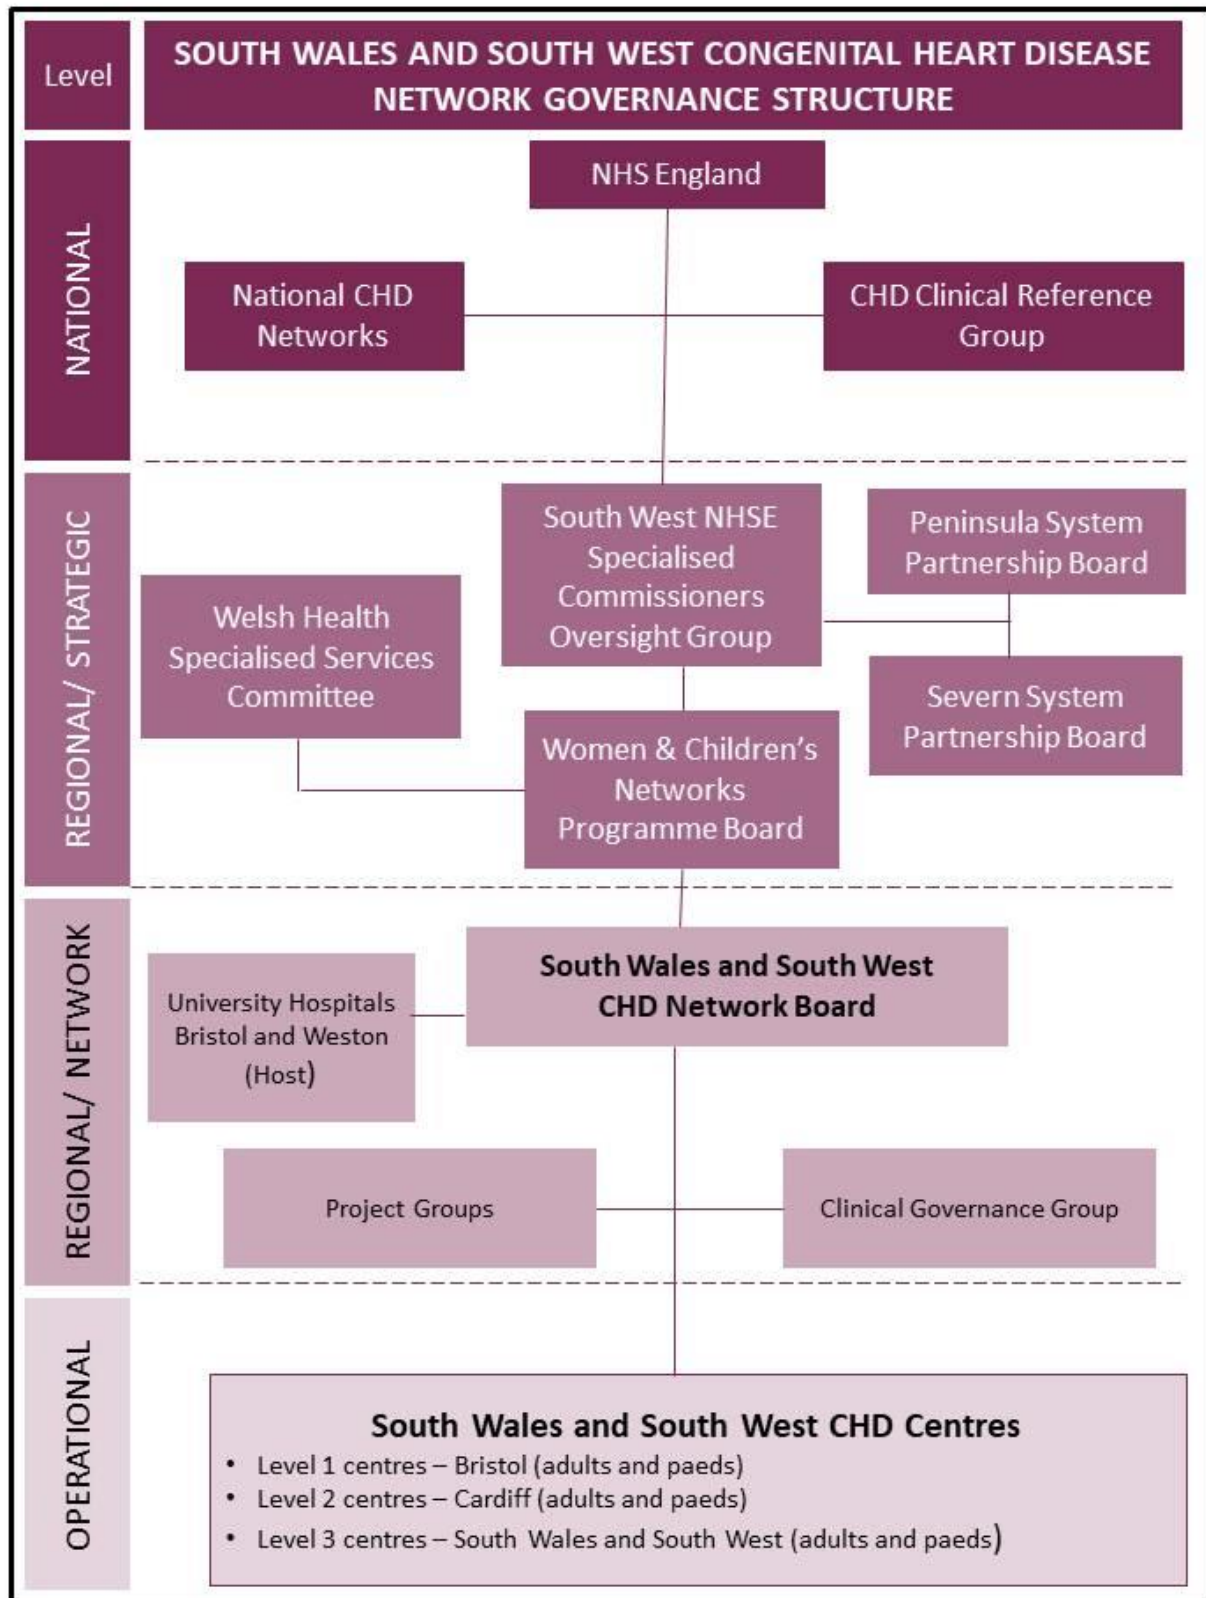 Level
SOUTH WALES AND SOUTH WEST CONGENITAL HEART DISEASE
NETWORK GOVERNANCE STRUCTURE
NATIONAL
NHS England
National CHD
Networks
CHD Clinical Reference
Group
REGIONAL/ STRATEGIC
South West NHSE
Specialised
Commissioners
Oversight Group
Peninsula System
Partnership Board
Welsh Health
Specialised Services
Committee
Severn System
Partnership Board
Women & Children’s
Networks
Programme Board
REGIONAL/ NETWORK
South Wales and South West
CHD Network Board
University Hospitals
Bristol and Weston
(Host)
Project Groups
Clinical Governance Group
OPERATIONAL
South Wales and South West CHD Centres
• Level 1 centres – Bristol (adults and paeds)
• Level 2 centres – Cardiff (adults and paeds)
• Level 3 centres – South Wales and South West (adults and paeds)